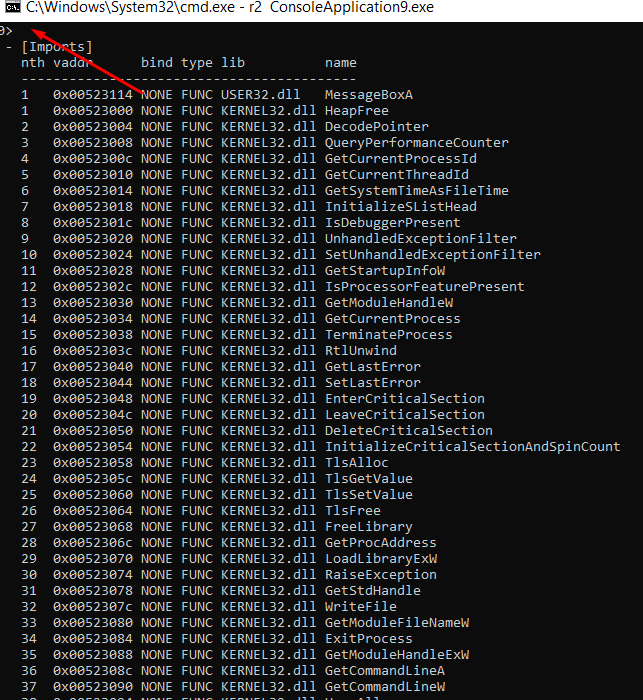 C:\Windows\System32\cmd.exe - r2 ConsoleApplication9.exe
0>
- [Imports]
nth vaddr bind type lib name
---------------------------------------------
1 0x00523114 NONE FUNC USER32.dll MessageBoxA
1 0x00523000 NONE FUNC KERNEL32.dll HeapFree
2 0x00523004 NONE FUNC KERNEL32.dll DecodePointer
3 0x00523008 NONE FUNC KERNEL32.dll QueryPerformanceCounter
4 0x0052300c NONE FUNC KERNEL32.dll GetCurrentProcessId
5 0x00523010 NONE FUNC KERNEL32.dll GetCurrentThreadId
6 0x00523014 NONE FUNC KERNEL32.dll GetSystemTimeAsFileTime
7 0x00523018 NONE FUNC KERNEL32.dll InitializeSListHead
8 0x0052301c NONE FUNC KERNEL32.dll IsDebuggerPresent
9 0x00523020 NONE FUNC KERNEL32.dll UnhandledExceptionFilter
10 0x00523024 NONE FUNC KERNEL32.dll SetUnhandledExceptionFilter
11 0x00523028 NONE FUNC KERNEL32.dll GetStartupInfoW
12 0x0052302c NONE FUNC KERNEL32.dll IsProcessorFeaturePresent
13 0x00523030 NONE FUNC KERNEL32.dll GetModuleHandleW
14 0x00523034 NONE FUNC KERNEL32.dll GetCurrentProcess
15 0x00523038 NONE FUNC KERNEL32.dll TerminateProcess
16 0x0052303c NONE FUNC KERNEL32.dll RtlUnwind
17 0x00523040 NONE FUNC KERNEL32.dll GetLastError
18 0x00523044 NONE FUNC KERNEL32.dll SetLastError
19 0x00523048 NONE FUNC KERNEL32.dll EnterCriticalSection
20 0x0052304c NONE FUNC KERNEL32.dll LeaveCriticalSection
21 0x00523050 NONE FUNC KERNEL32.dll DeleteCriticalSection
22 0x00523054 NONE FUNC KERNEL32.dll InitializeCriticalSectionAndSpinCount
23 0x00523058 NONE FUNC KERNEL32.dll TlsAlloc
24 0x0052305c NONE FUNC KERNEL32.dll TlsGetValue
25 0x00523060 NONE FUNC KERNEL32.dll TlsSetValue
26 0x00523064 NONE FUNC KERNEL32.dll TlsFree
27 0x00523068 NONE FUNC KERNEL32.dll FreeLibrary
28 0x0052306c NONE FUNC KERNEL32.dll GetProcAddress
29 0x00523070 NONE FUNC KERNEL32.dll LoadLibraryExW
30 0x00523074 NONE FUNC KERNEL32.dll RaiseException
31 0x00523078 NONE FUNC KERNEL32.dll GetStdHandle
32 0x0052307c NONE FUNC KERNEL32.dll WriteFile
33 0x00523080 NONE FUNC KERNEL32.dll GetModuleFileNameW
34 0x00523084 NONE FUNC KERNEL32.dll ExitProcess
35 0x00523088 NONE FUNC KERNEL32.dll GetModuleHandleExW
36 0x0052308c NONE FUNC KERNEL32.dll GetCommandLineA
37 0x00523090 NONE FUNC KERNEL32.dll GetCommandLineW